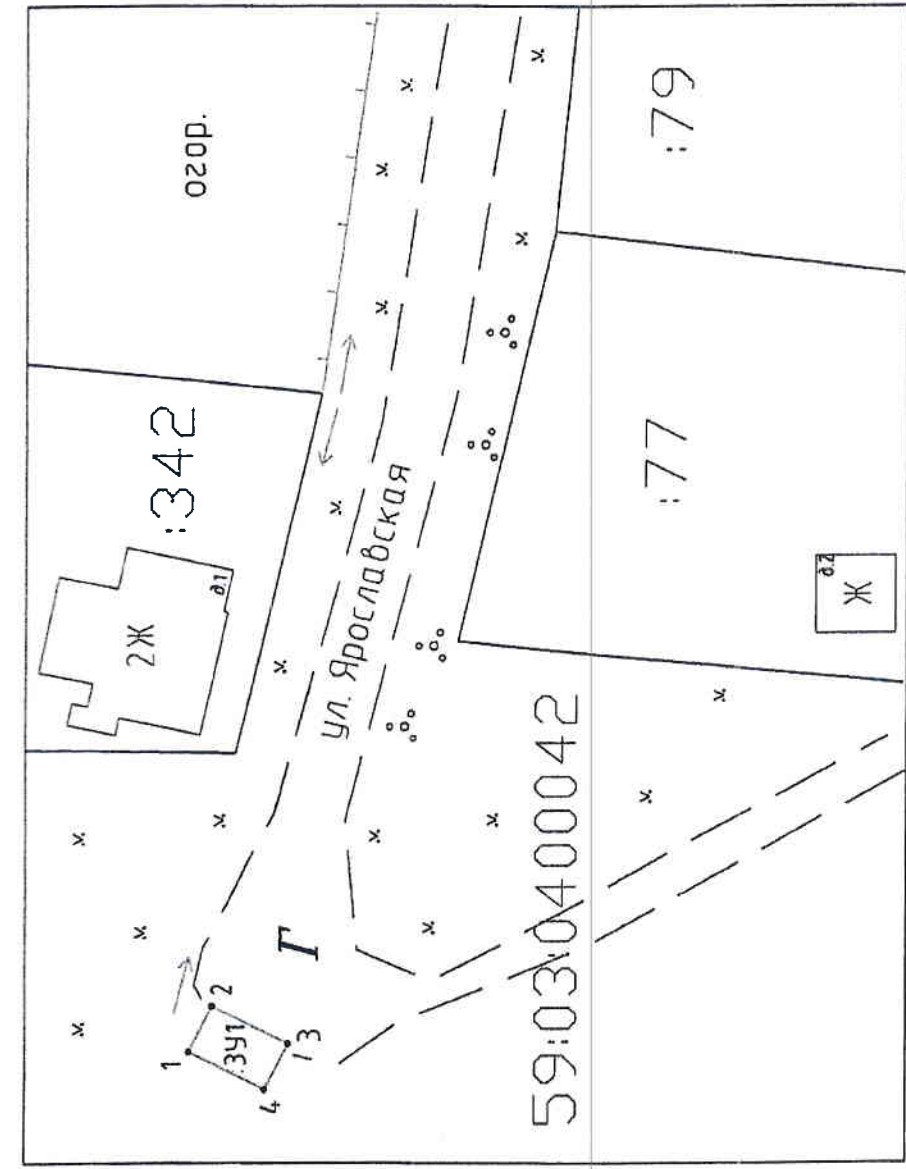 огор.
:342
2Ж
д.1
:79
:77
д.2
Ж
ул. Ярославская
59:03:0400042
Т
:ЗУ1
1
2
3
4